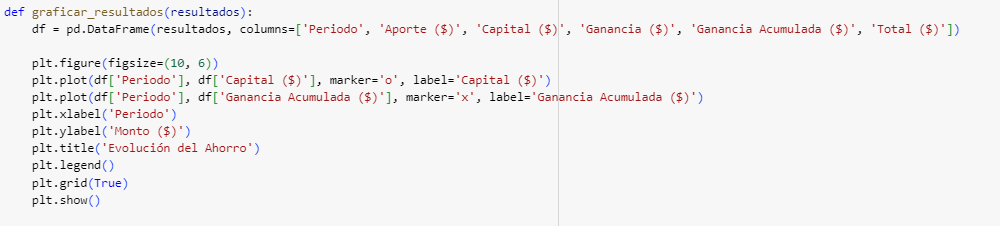 def graficar_resultados(resultados):
    df = pd.DataFrame(resultados, columns=['Periodo', 'Aporte ($)', 'Capital ($)', 'Ganancia ($)', 'Ganancia Acumulada ($)', 'Total ($)'])

    plt.figure(figsize=(10, 6))
    plt.plot(df['Periodo'], df['Capital ($)'], marker='o', label='Capital ($)')
    plt.plot(df['Periodo'], df['Ganancia Acumulada ($)'], marker='x', label='Ganancia Acumulada ($)')
    plt.xlabel('Periodo')
    plt.ylabel('Monto ($)')
    plt.title('Evolución del Ahorro')
    plt.legend()
    plt.grid(True)
    plt.show()